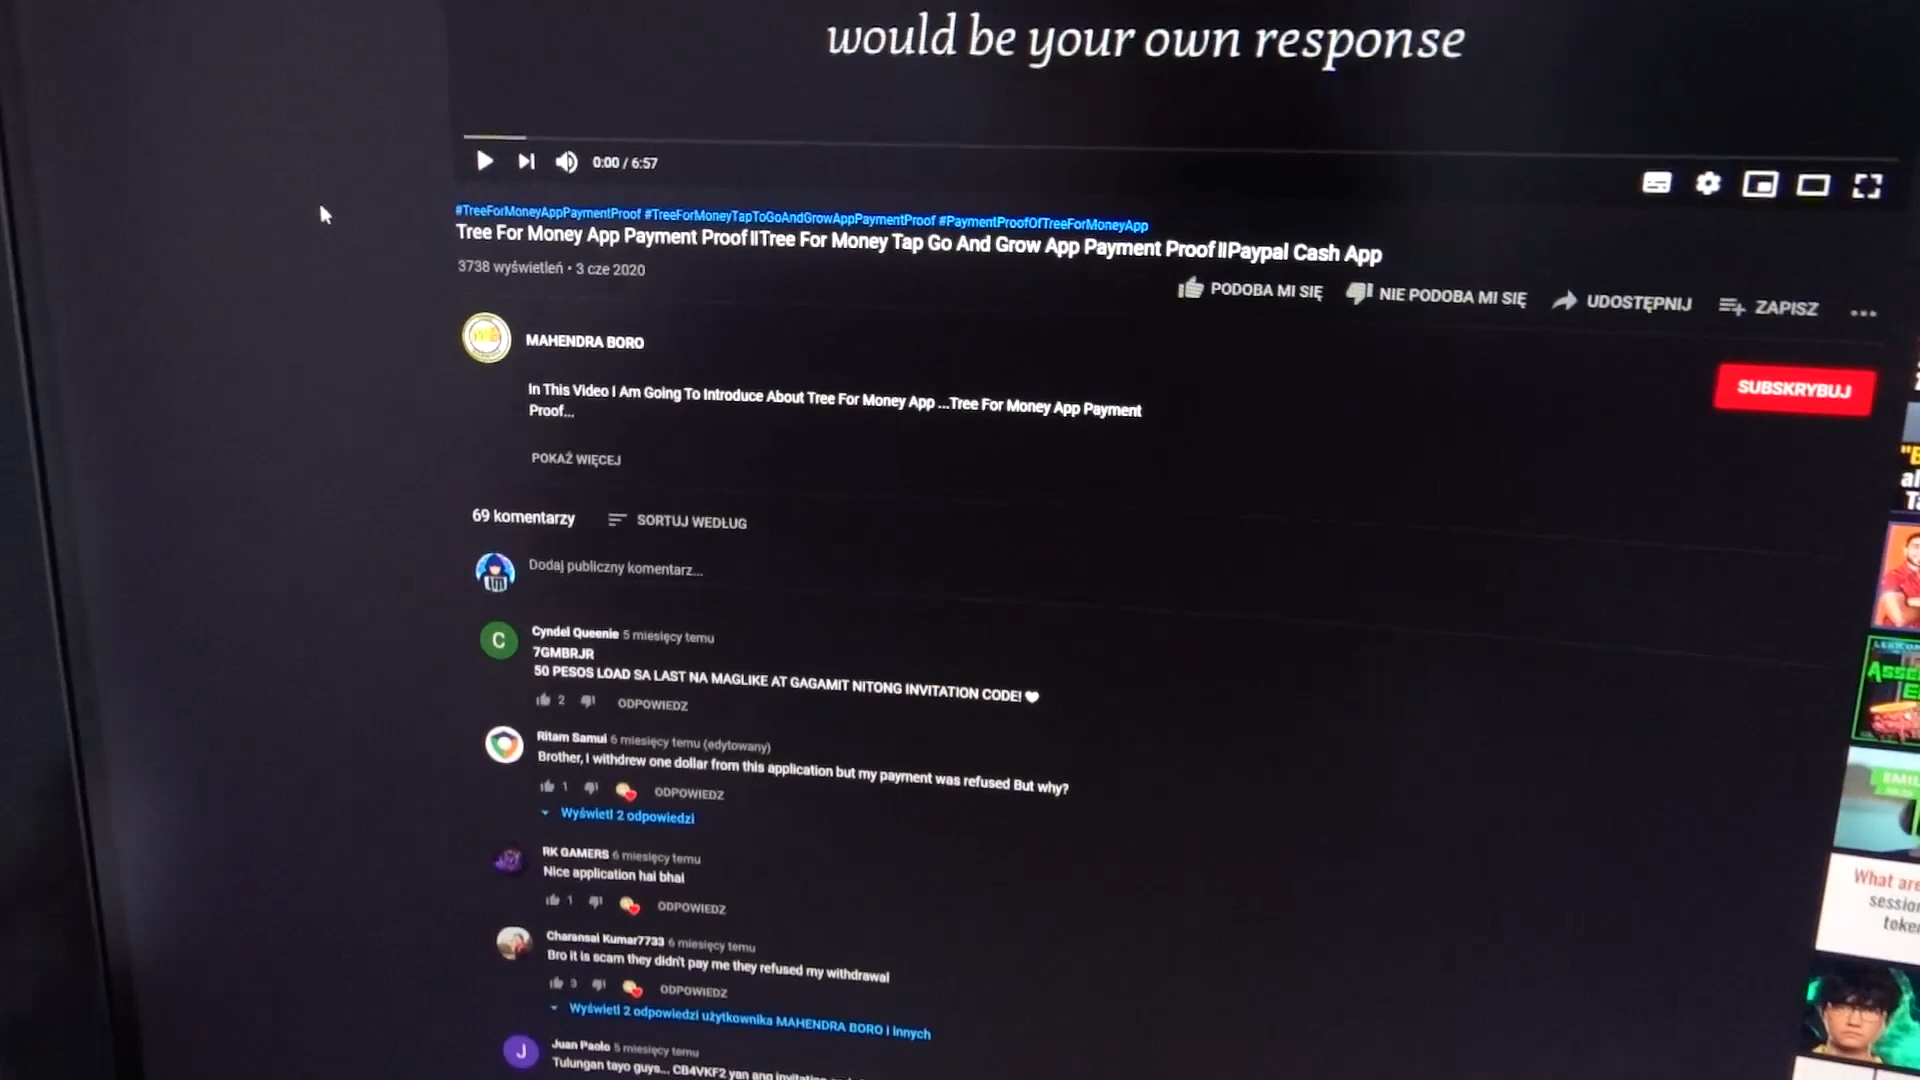 would be your own response
0:00 / 6:57
#TreeForMoneyAppPaymentProof #TreeForMoneyTapToGoAndGrowAppPaymentProof #PaymentProofOfTreeForMoneyApp
Tree For Money App Payment Proof||Tree For Money Tap Go And Grow App Payment Proof||Paypal Cash App
3738 wyświetleń • 3 cze 2020
PODOBA MI SIĘ NIE PODOBA MI SIĘ UDOSTĘPNIJ ZAPISZ
MAHENDRA BORO
SUBSKRYBUJ
In This Video I Am Going To Introduce About Tree For Money App ...Tree For Money App Payment
Proof...
POKAŻ WIĘCEJ
69 komentarzy SORTUJ WEDŁUG
Dodaj publiczny komentarz...
C
Cyndel Queenie 5 miesięcy temu
7GMBRJR
50 PESOS LOAD SA LAST NA MAGLIKE AT GAGAMIT NITONG INVITATION CODE! ❤
2 ODPOWIEDZ
Ritam Samui 6 miesięcy temu (edytowany)
Brother, I withdrew one dollar from this application but my payment was refused But why?
1 ODPOWIEDZ
Wyświetl 2 odpowiedzi
RK GAMERS 6 miesięcy temu
Nice application hai bhai
1 ODPOWIEDZ
Charansai Kumar7733 6 miesięcy temu
Bro it is scam they didn't pay me they refused my withdrawal
3 ODPOWIEDZ
Wyświetl 2 odpowiedzi użytkownika MAHENDRA BORO i innych
J
Juan Paolo 5 miesięcy temu
Tulungan tayo guys... CB4VKF2 yan ang
What are
session